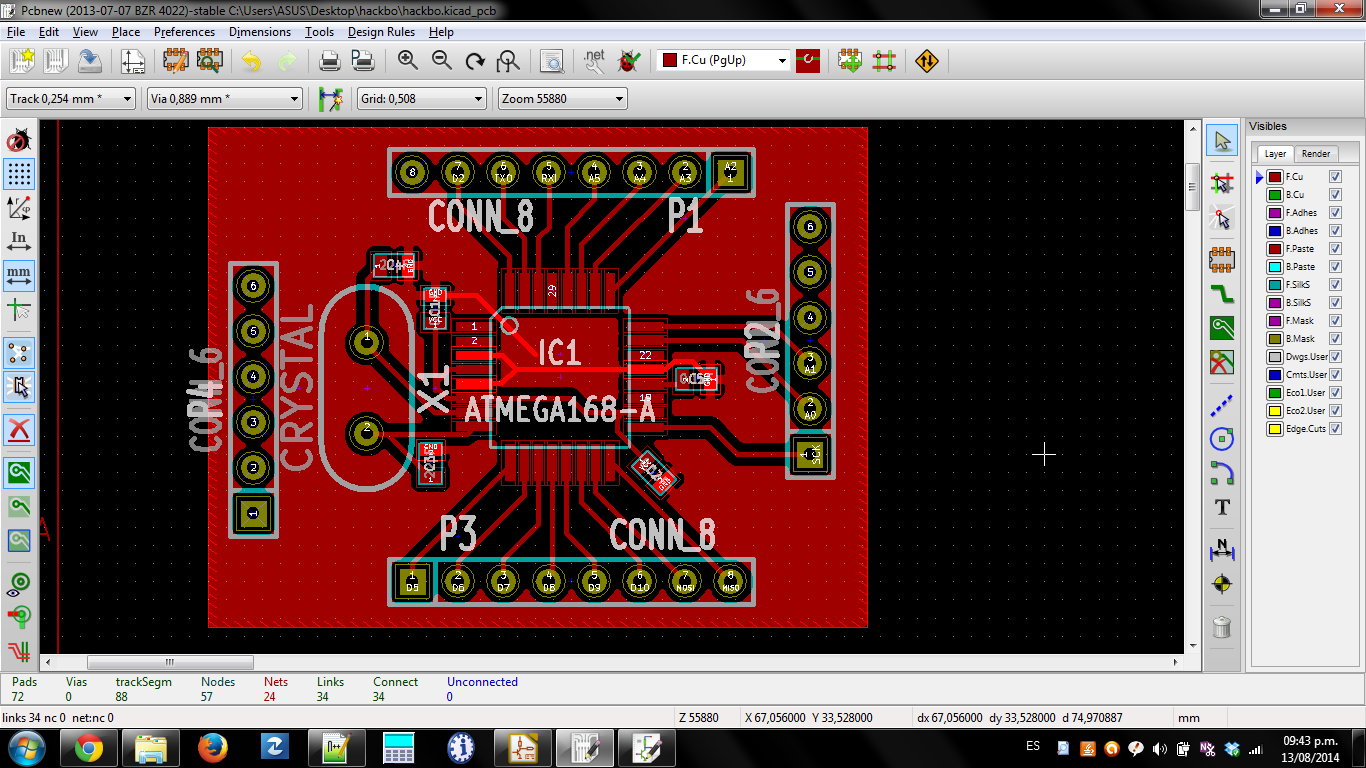 Pcbnew (2013-07-07 BZR 4022)-stable C:\Users\ASUS\Desktop\hackbo\hackbo.kicad_pcb
File Edit View Place Preferences Dimensions Tools Design Rules Help
.net
F.Cu (PgUp)
Track 0,254 mm *
Via 0,889 mm *
Grid: 0,508
Zoom 55880
In
mm
Visibles
Layer Render
F.Cu
B.Cu
F.Adhes
B.Adhes
F.Paste
B.Paste
F.SilkS
B.SilkS
F.Mask
B.Mask
Dwgs.User
Cmts.User
Eco1.User
Eco2.User
Edge.Cuts
8 7 6 5 4 3 2 A2
D2 TXO RXI A5 A4 A3 1
CONN_8 P1
6
5
4
3
A1
2
A0
1
SCK
6
5
4
3
2
1
CRYSTAL
1
2
X1
GND
29
1
2
22
IC1
ATMEGA168-A
P3 CONN_8
1 2 3 4 5 6 7 8
D5 D6 D7 D8 D9 D10 MOSI MISO
T
N
Pads Vias trackSegm Nodes Nets Links Connect Unconnected
72 0 88 57 24 34 34 0
links 34 nc 0 net:nc 0
Z 55880
X 67,056000 Y 33,528000
dx 67,056000 dy 33,528000 d 74,970887
mm
ES
09:43 p.m.
13/08/2014